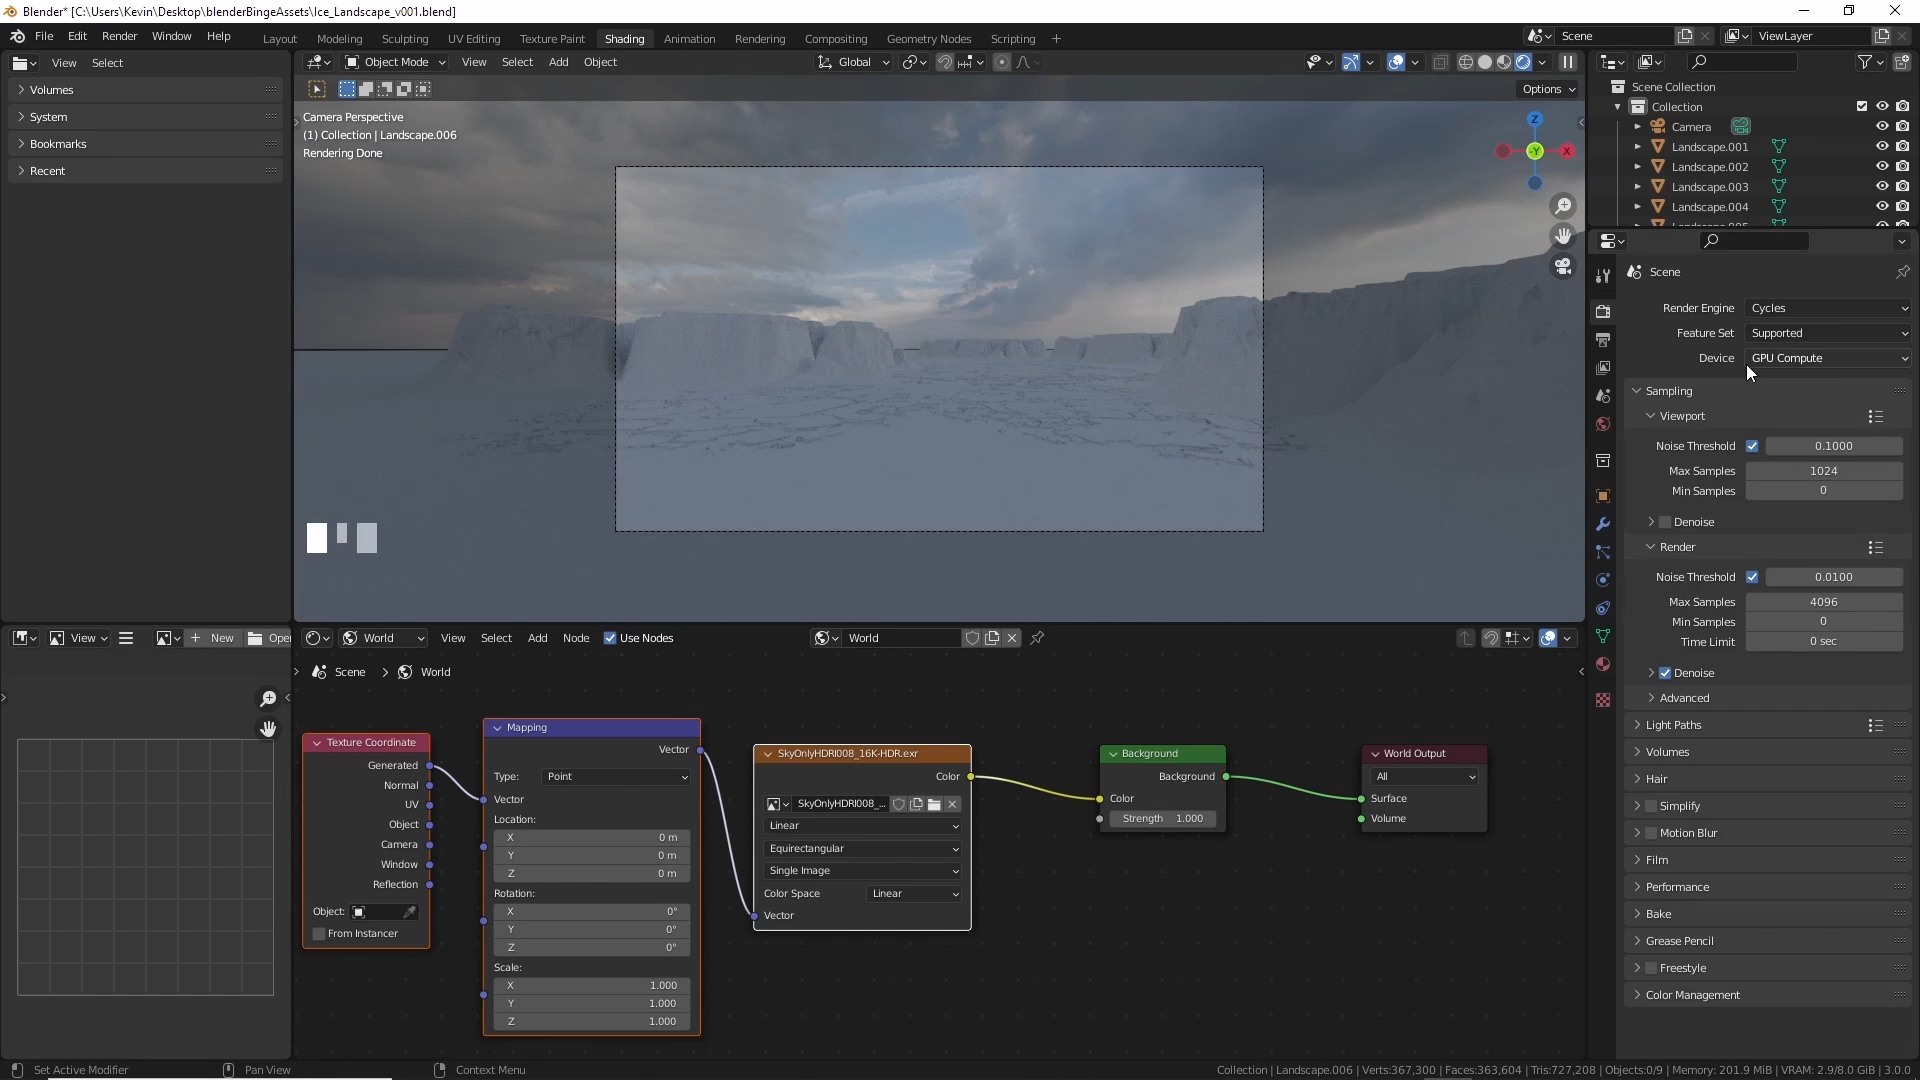 Blender* [C:\Users\Kevin\Desktop\blenderBingeAssets\Ice_Landscape_v001.blend]
File Edit Render Window Help
Layout Modeling Sculpting UV Editing Texture Paint Shading Animation Rendering Compositing Geometry Nodes Scripting +
Scene
ViewLayer
View Select
Volumes
System
Bookmarks
Recent
Object Mode View Select Add Object
Global
Options
Camera Perspective
(1) Collection | Landscape.006
Rendering Done
Z
-Y
X
Scene Collection
Collection
Camera
Landscape.001
Landscape.002
Landscape.003
Landscape.004
Scene
Render Engine Cycles
Feature Set Supported
Device GPU Compute
Sampling
Viewport
Noise Threshold 0.1000
Max Samples 1024
Min Samples 0
Denoise
Render
Noise Threshold 0.0100
Max Samples 4096
Min Samples 0
Time Limit 0 sec
Denoise
Advanced
Light Paths
Volumes
Hair
Simplify
Motion Blur
Film
Performance
Bake
Grease Pencil
Freestyle
Color Management
View
New
Open
World View Select Add Node Use Nodes
World
Scene > World
Texture Coordinate
Generated
Normal
UV
Object
Camera
Window
Reflection
Object:
From Instancer
Mapping
Vector
Type: Point
Vector
Location:
X 0 m
Y 0 m
Z 0 m
Rotation:
X 0°
Y 0°
Z 0°
Scale:
X 1.000
Y 1.000
Z 1.000
SkyOnlyHDRI008_16K-HDR.exr
Color
SkyOnlyHDRI008_...
Linear
Equirectangular
Single Image
Color Space Linear
Vector
Background
Background
Color
Strength 1.000
World Output
All
Surface
Volume
Set Active Modifier
Pan View
Context Menu
Collection | Landscape.006 | Verts:367,300 | Faces:363,604 | Tris:727,208 | Objects:0/9 | Memory: 201.9 MiB | VRAM: 2.9/8.0 GiB | 3.0.0